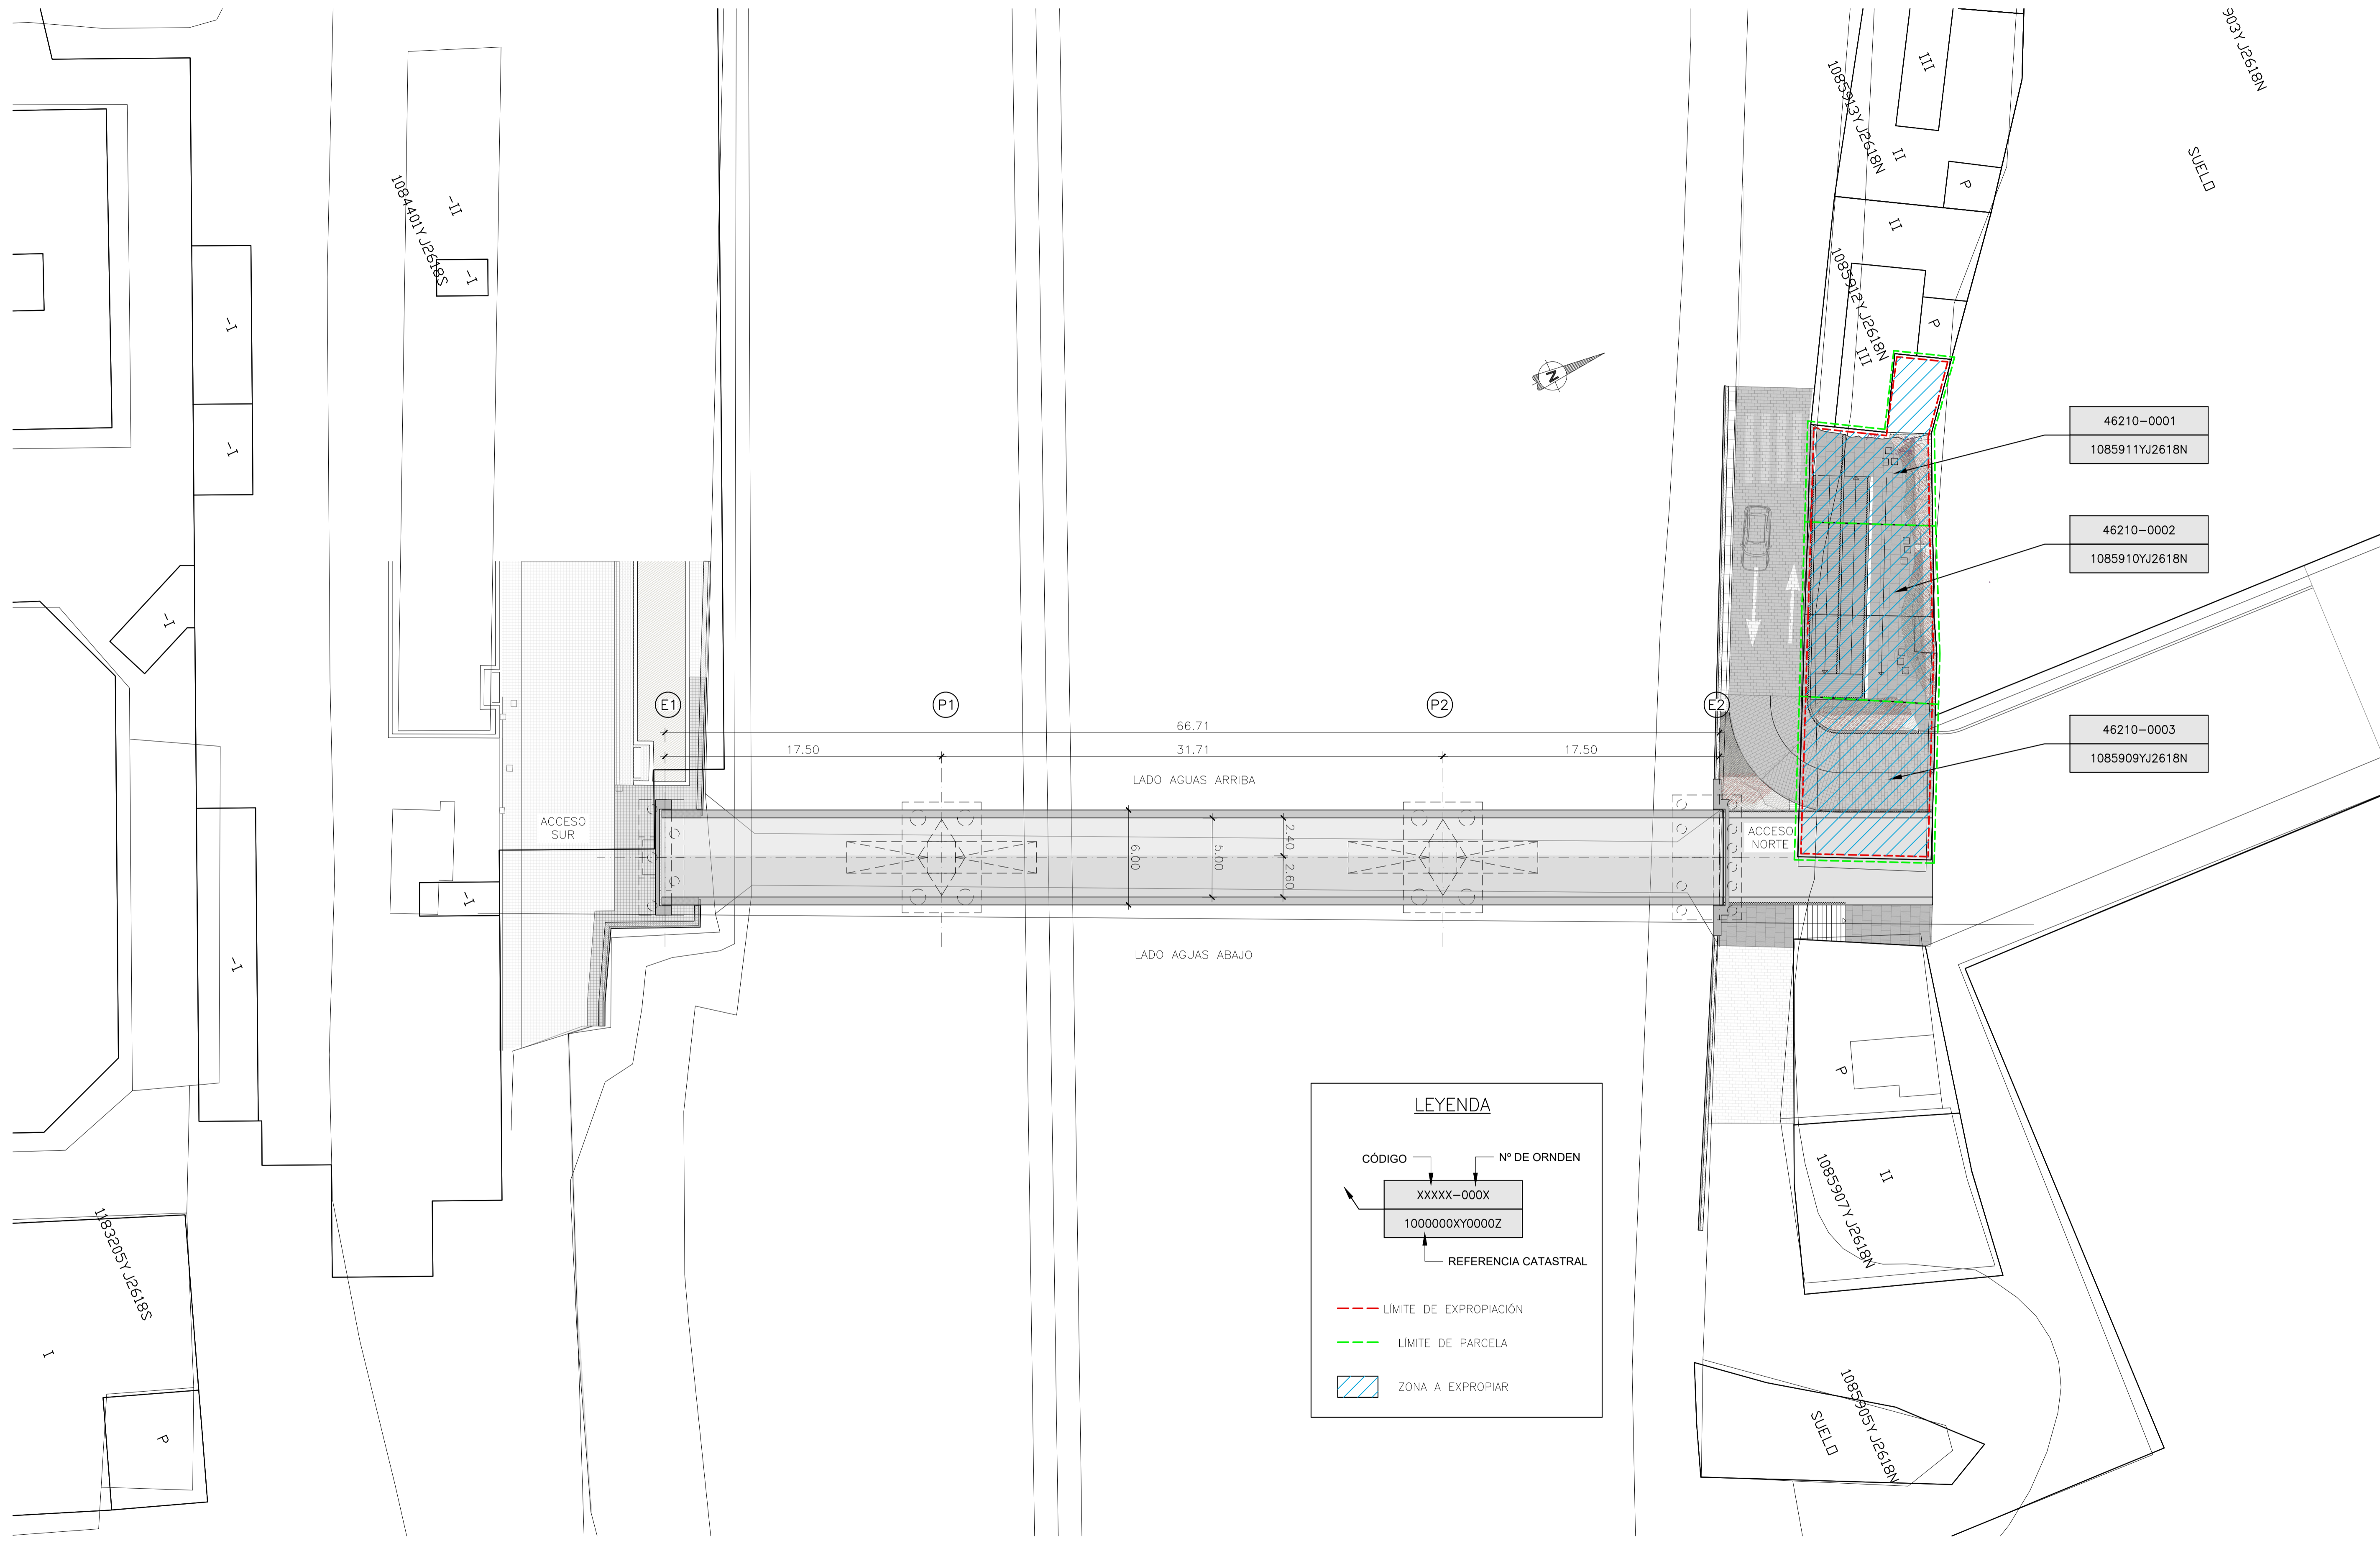 903YJ2618N
1085913YJ2618N
III
II
P
SUELO
1084401YJ2618S
-II
-I
II
1085912YJ2618N
III
P
-I
-I
N
46210-0001
1085911YJ2618N
46210-0002
1085910YJ2618N
46210-0003
1085909YJ2618N
-I
E1
P1
P2
E2
66.71
17.50
31.71
17.50
LADO AGUAS ARRIBA
ACCESO
SUR
6.00
5.00
2.40
2.60
ACCESO
NORTE
-I
-I
LADO AGUAS ABAJO
P
II
1085907YJ2618N
LEYENDA
CÓDIGO
Nº DE ORNDEN
XXXXX-000X
1000000XY0000Z
REFERENCIA CATASTRAL
LÍMITE DE EXPROPIACIÓN
LÍMITE DE PARCELA
ZONA A EXPROPIAR
1183205YJ2618S
I
P
1085905YJ2618N
SUELO